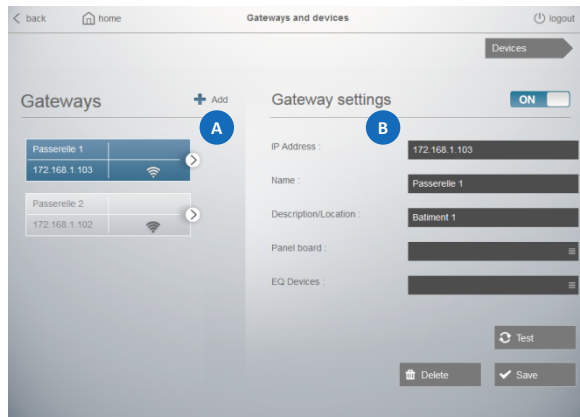 back
home
Gateways and devices
logout
Devices
Gateways
Add
Gateway settings
ON
A
B
Passerelle 1
172.168.1.103
Passerelle 2
172.168.1.102
IP Address :
172.168.1.103
Name :
Passerelle 1
Description/Location :
Batiment 1
Panel board :
EQ Devices :
Test
Delete
Save